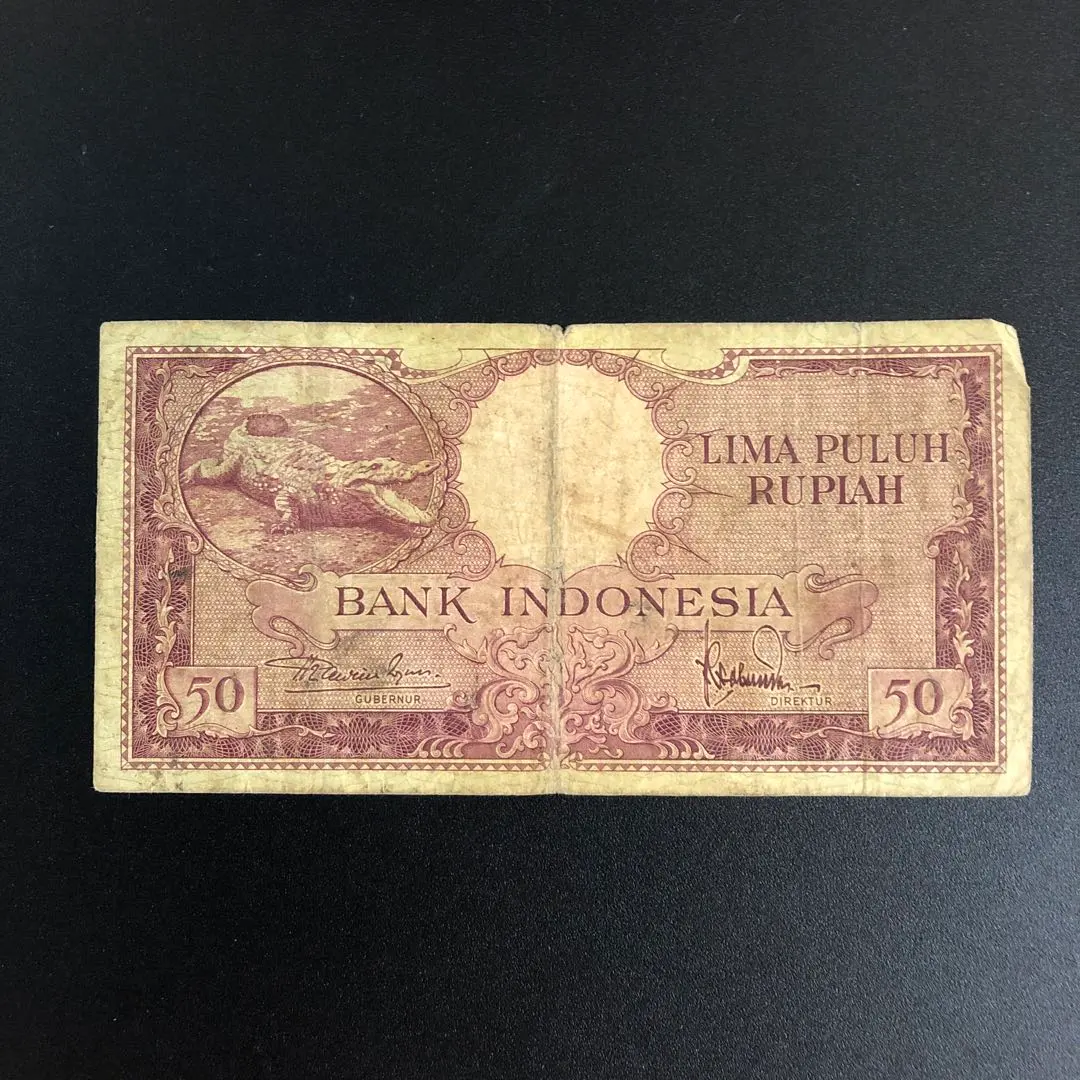 LIMA PULUH
RUPIAH
BANK INDONESIA
GUBERNUR
DIREKTUR
50
50